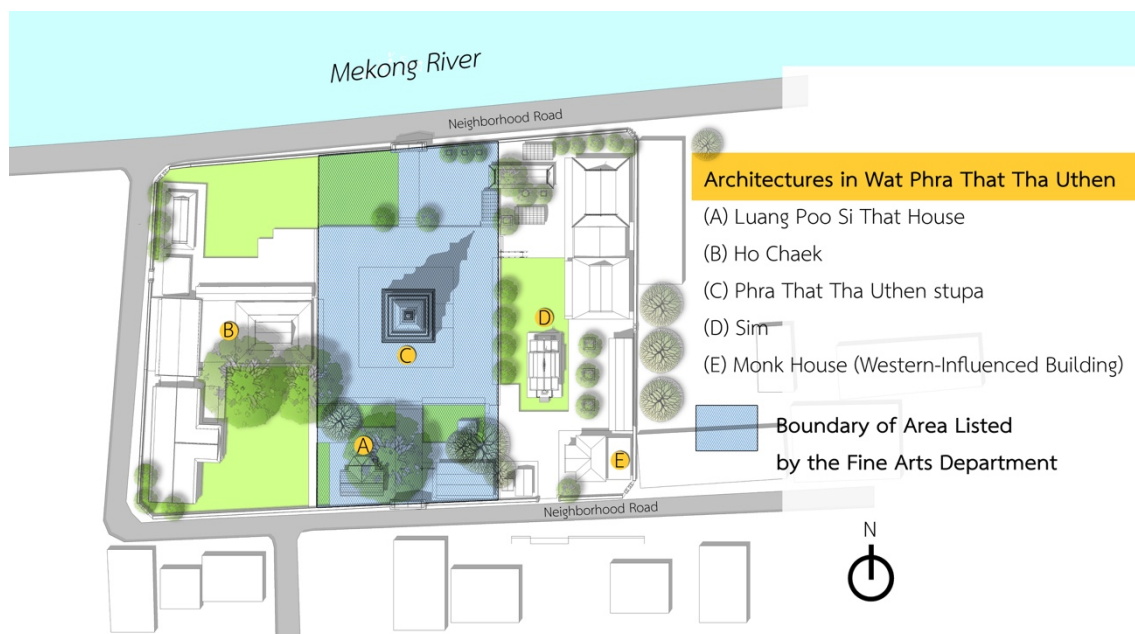 Mekong River
Neighborhood Road
Architectures in Wat Phra That Tha Uthen
(A) Luang Poo Si That House
(B) Ho Chaek
(C) Phra That Tha Uthen stupa
(D) Sim
(E) Monk House (Western-Influenced Building)
Boundary of Area Listed
by the Fine Arts Department
B
C
D
A
E
Neighborhood Road
N